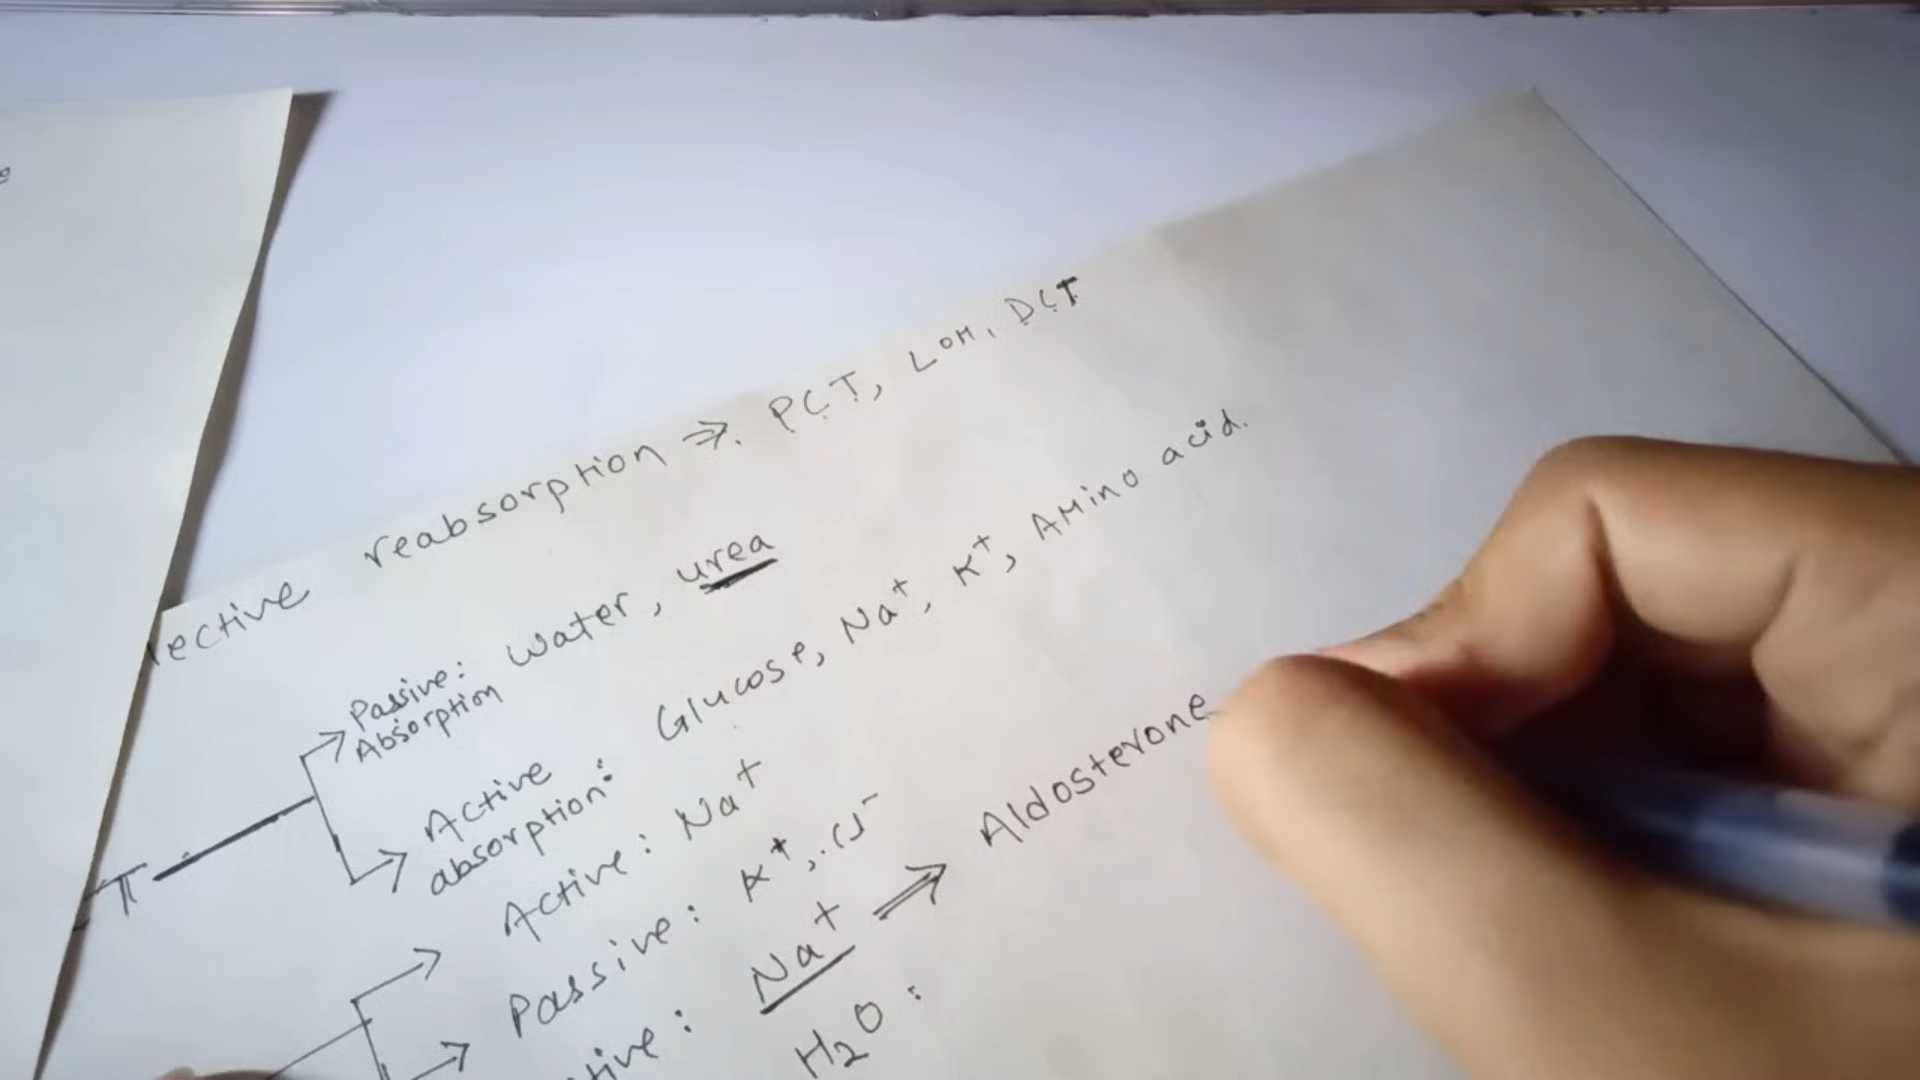 lective reabsorption ⇒. PCT, LOH, DCT
Passive: Water, urea
Absorption
Active
absorption: Glucose, Na⁺, K⁺, Amino acid.
Active: Na⁺
Passive: K⁺, Cl⁻
tive: Na⁺ ⇒ Aldosterone
H₂O: